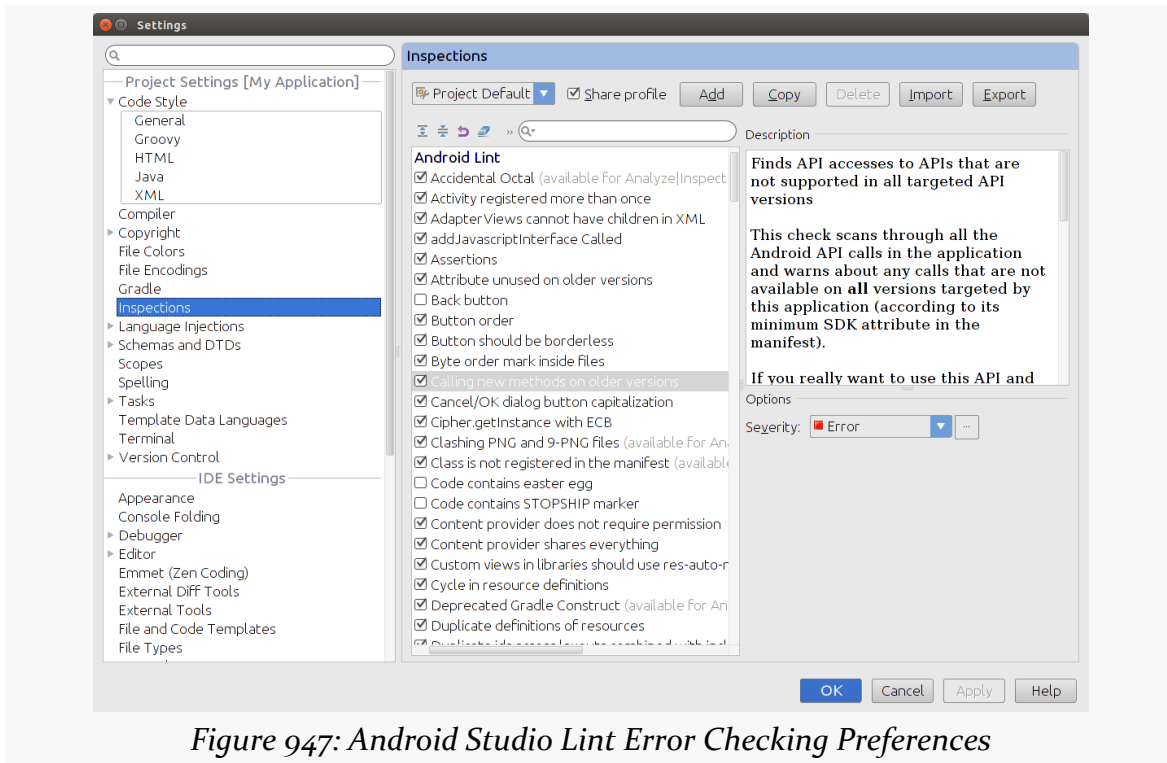 Settings
Project Settings [My Application]
Code Style
General
Groovy
HTML
Java
XML
Compiler
Copyright
File Colors
File Encodings
Gradle
Inspections
Language Injections
Schemas and DTDs
Scopes
Spelling
Tasks
Template Data Languages
Terminal
Version Control
IDE Settings
Appearance
Console Folding
Debugger
Editor
Emmet (Zen Coding)
External Diff Tools
External Tools
File and Code Templates
File Types
Inspections
Project Default
Share profile
Add
Copy
Delete
Import
Export
»
Android Lint
Accidental Octal (available for Analyze|Inspect
Activity registered more than once
AdapterViews cannot have children in XML
addJavascriptInterface Called
Assertions
Attribute unused on older versions
Back button
Button order
Button should be borderless
Byte order mark inside files
Calling new methods on older versions
Cancel/OK dialog button capitalization
Cipher.getInstance with ECB
Clashing PNG and 9-PNG files (available for An
Class is not registered in the manifest (availabl
Code contains easter egg
Code contains STOPSHIP marker
Content provider does not require permission
Content provider shares everything
Custom views in libraries should use res-auto-
Cycle in resource definitions
Deprecated Gradle Construct (available for An
Duplicate definitions of resources
Description
Finds API accesses to APIs that are
not supported in all targeted API
versions
This check scans through all the
Android API calls in the application
and warns about any calls that are not
available on all versions targeted by
this application (according to its
minimum SDK attribute in the
manifest).
If you really want to use this API and
Options
Severity:
Error
...
OK
Cancel
Apply
Help
Figure 947: Android Studio Lint Error Checking Preferences